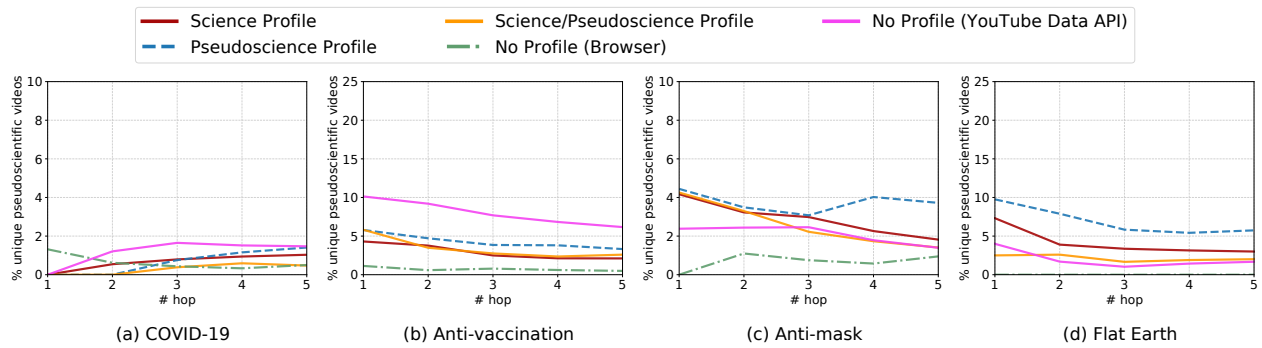 Science Profile
Pseudoscience Profile
Science/Pseudoscience Profile
No Profile (Browser)
No Profile (YouTube Data API)
% unique pseudoscientific videos
10
8
6
4
2
0
1 2 3 4 5
# hop
(a) COVID-19
% unique pseudoscientific videos
25
20
15
10
5
0
1 2 3 4 5
# hop
(b) Anti-vaccination
% unique pseudoscientific videos
10
8
6
4
2
0
1 2 3 4 5
# hop
(c) Anti-mask
% unique pseudoscientific videos
25
20
15
10
5
0
1 2 3 4 5
# hop
(d) Flat Earth